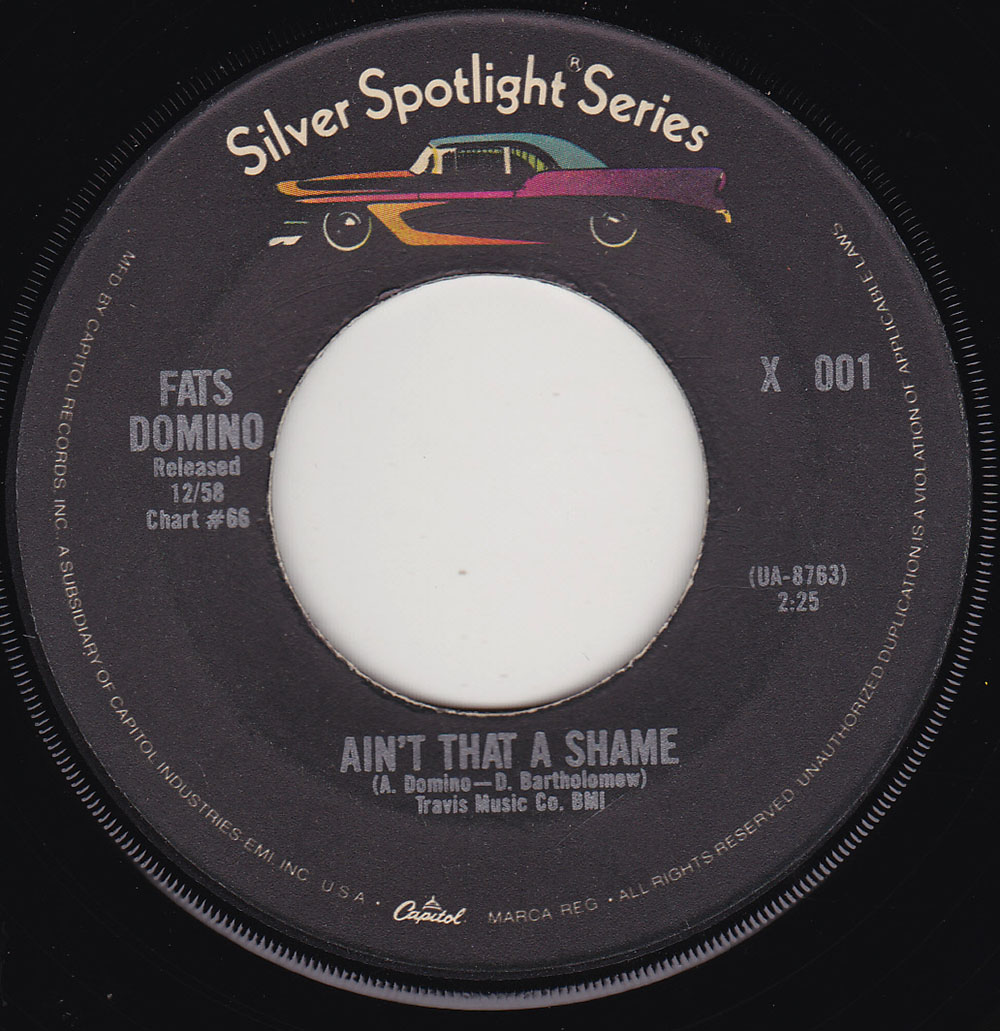 Silver Spotlight® Series
FATS
DOMINO
Released
12/58
Chart #66
X 001
(UA-8763)
2:25
AIN'T THAT A SHAME
(A. Domino—D. Bartholomew)
Travis Music Co. BMI
MFD BY CAPITOL RECORDS, INC. A SUBSIDIARY OF CAPITOL INDUSTRIES-EMI, INC. U S A • Capitol MARCA REG • ALL RIGHTS RESERVED. UNAUTHORIZED DUPLICATION IS A VIOLATION OF APPLICABLE LAWS